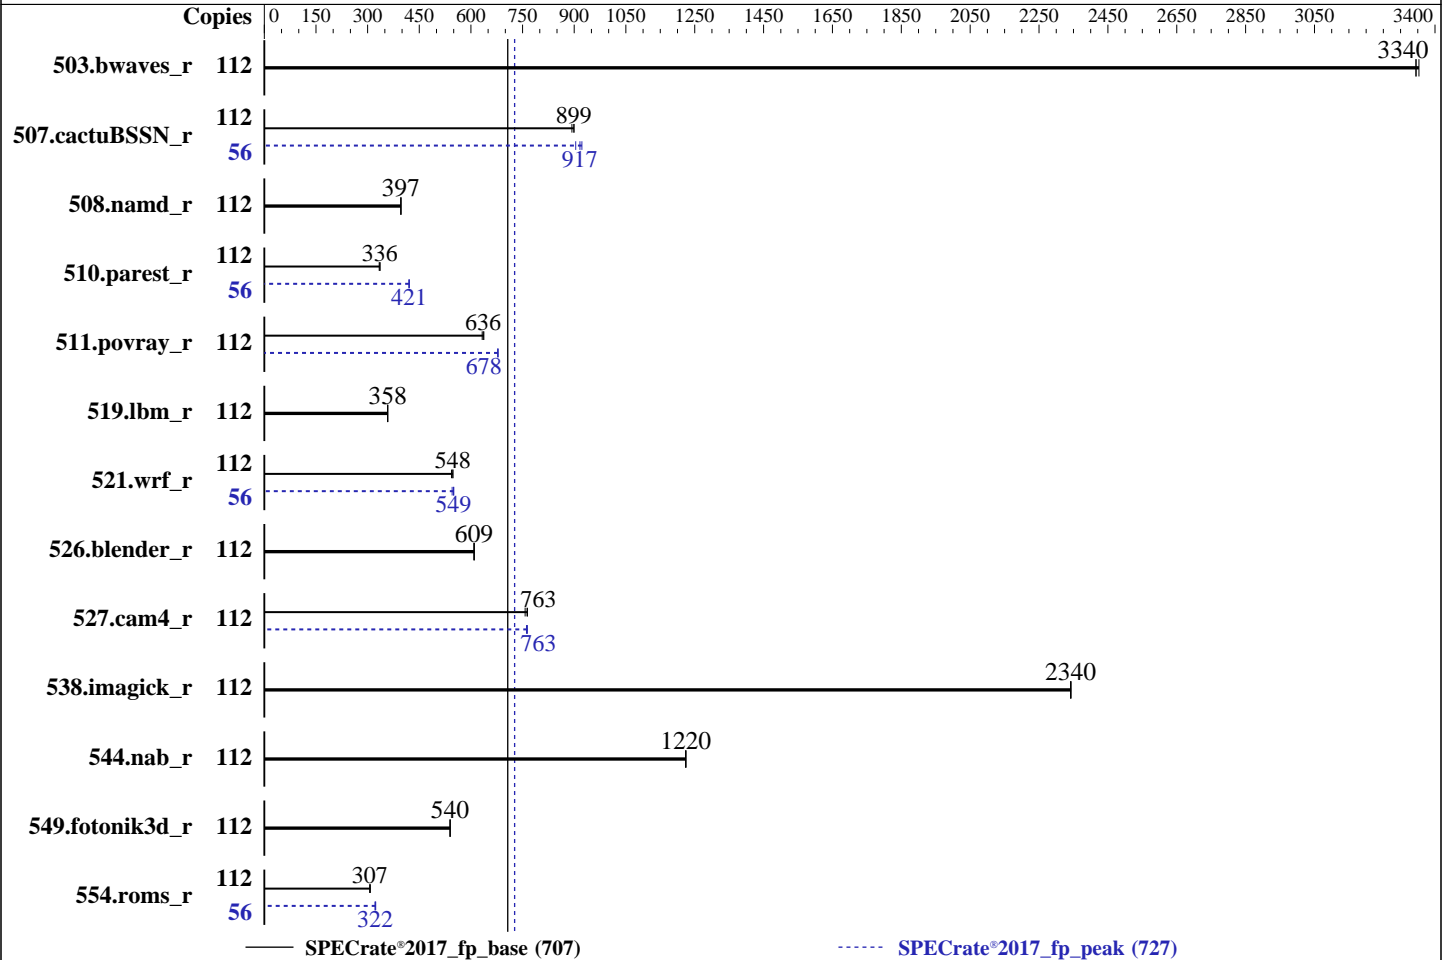 Copies 0 150 300 450 600 750 900 1050 1250 1450 1650 1850 2050 2250 2450 2650 2850 3050 3400
503.bwaves_r 112 3340
507.cactuBSSN_r 112 899
56 917
508.namd_r 112 397
510.parest_r 112 336
56 421
511.povray_r 112 636
678
519.lbm_r 112 358
521.wrf_r 112 548
56 549
526.blender_r 112 609
527.cam4_r 112 763
763
538.imagick_r 112 2340
544.nab_r 112 1220
549.fotonik3d_r 112 540
554.roms_r 112 307
56 322
SPECrate®2017_fp_base (707) SPECrate®2017_fp_peak (727)